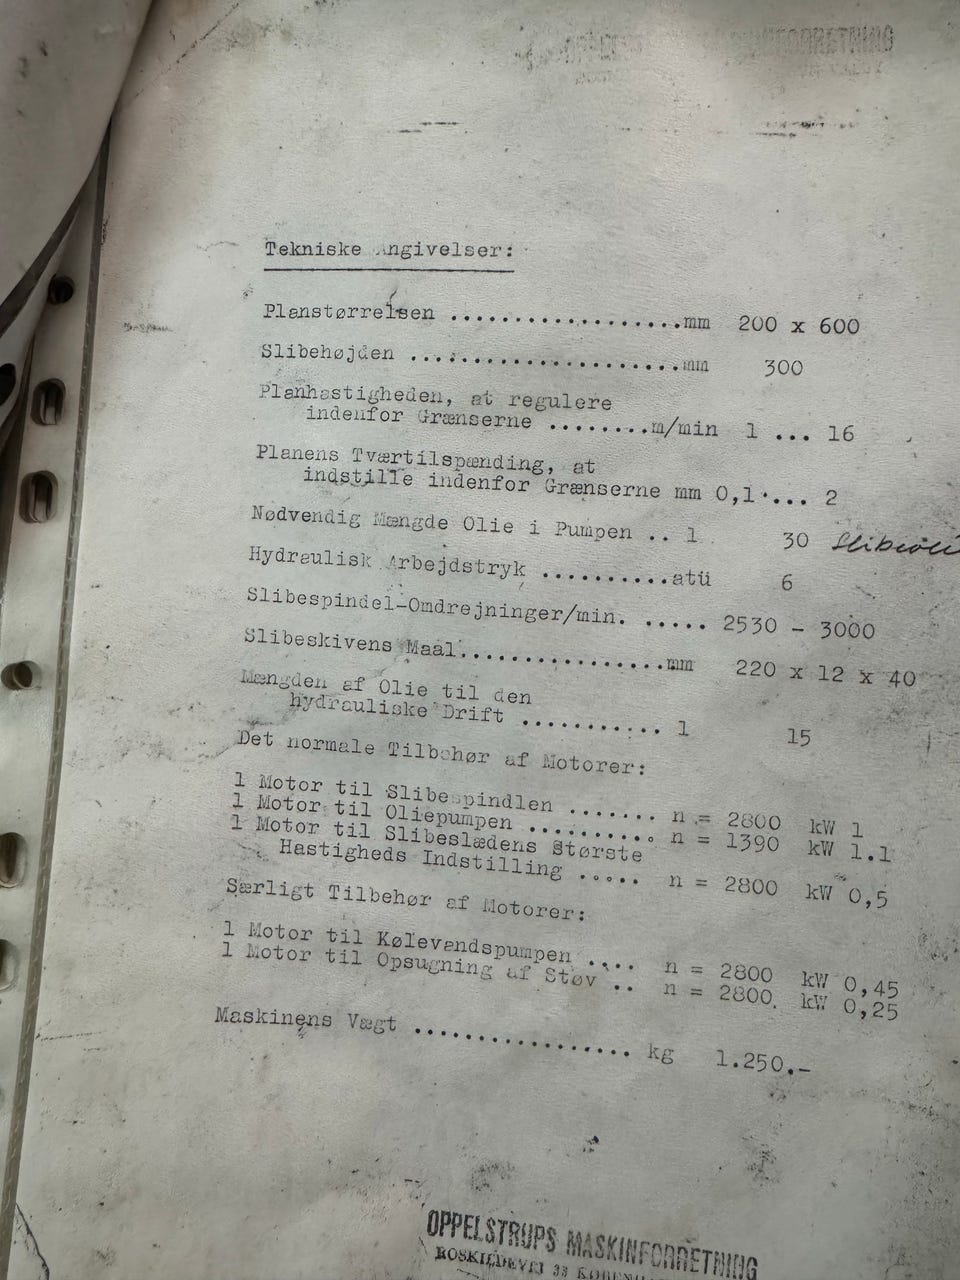 MASKINFORRETNING
Tekniske Angivelser:
Planstørrelsen ..................mm 200 x 600
Slibehøjden .....................mm 300
Planhastigheden, at regulere
indenfor Grænserne ........m/min 1 ... 16
Planens Tværtilspænding, at
indstille indenfor Grænserne mm 0,1 ... 2
Nødvendig Mængde Olie i Pumpen .. l 30 Slibeolie
Hydraulisk Arbejdstryk ..........atü 6
Slibespindel-Omdrejninger/min. ..... 2530 - 3000
Slibeskivens Maal................mm 220 x 12 x 40
Mængden af Olie til den
hydrauliske Drift ........... l 15
Det normale Tilbehør af Motorer:
1 Motor til Slibespindlen ....... n = 2800 kW 1
1 Motor til Oliepumpen .......... n = 1390 kW 1.1
1 Motor til Slibeslædens Største
Hastigheds Indstilling ..... n = 2800 kW 0,5
Særligt Tilbehør af Motorer:
1 Motor til Kølevandspumpen .... n = 2800 kW 0,45
1 Motor til Opsugning af Støv .. n = 2800 kW 0,25
Maskinens Vægt ................. kg 1.250.-
OPPELSTRUPS MASKINFORRETNING
ROSKILDEVEJ